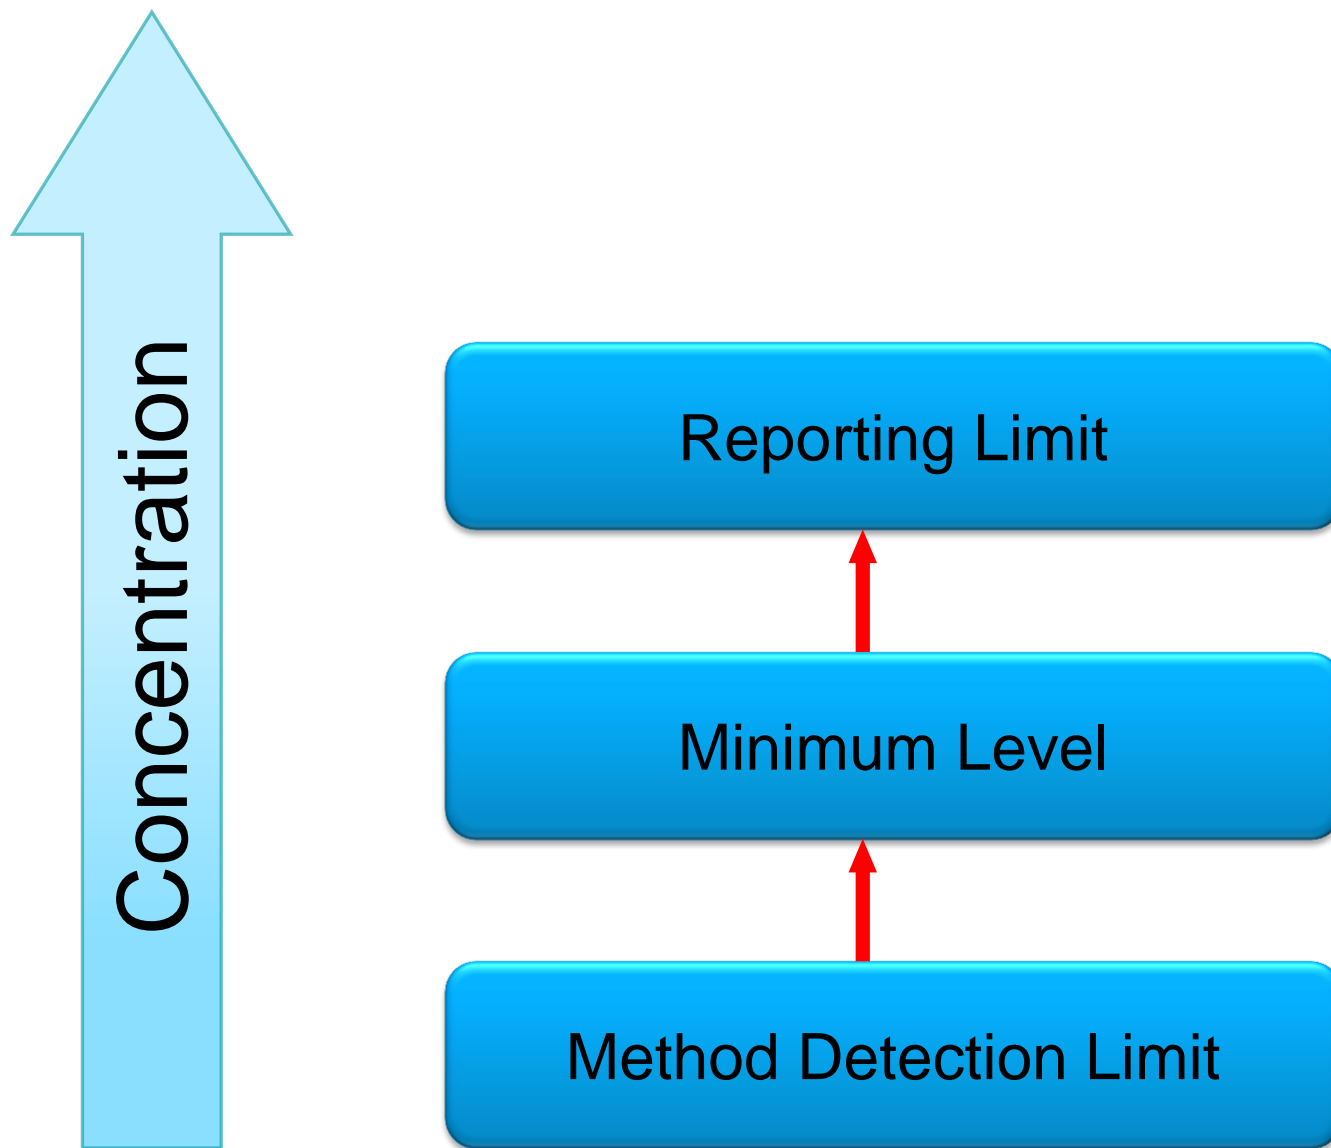 Concentration
Reporting Limit
Minimum Level
Method Detection Limit